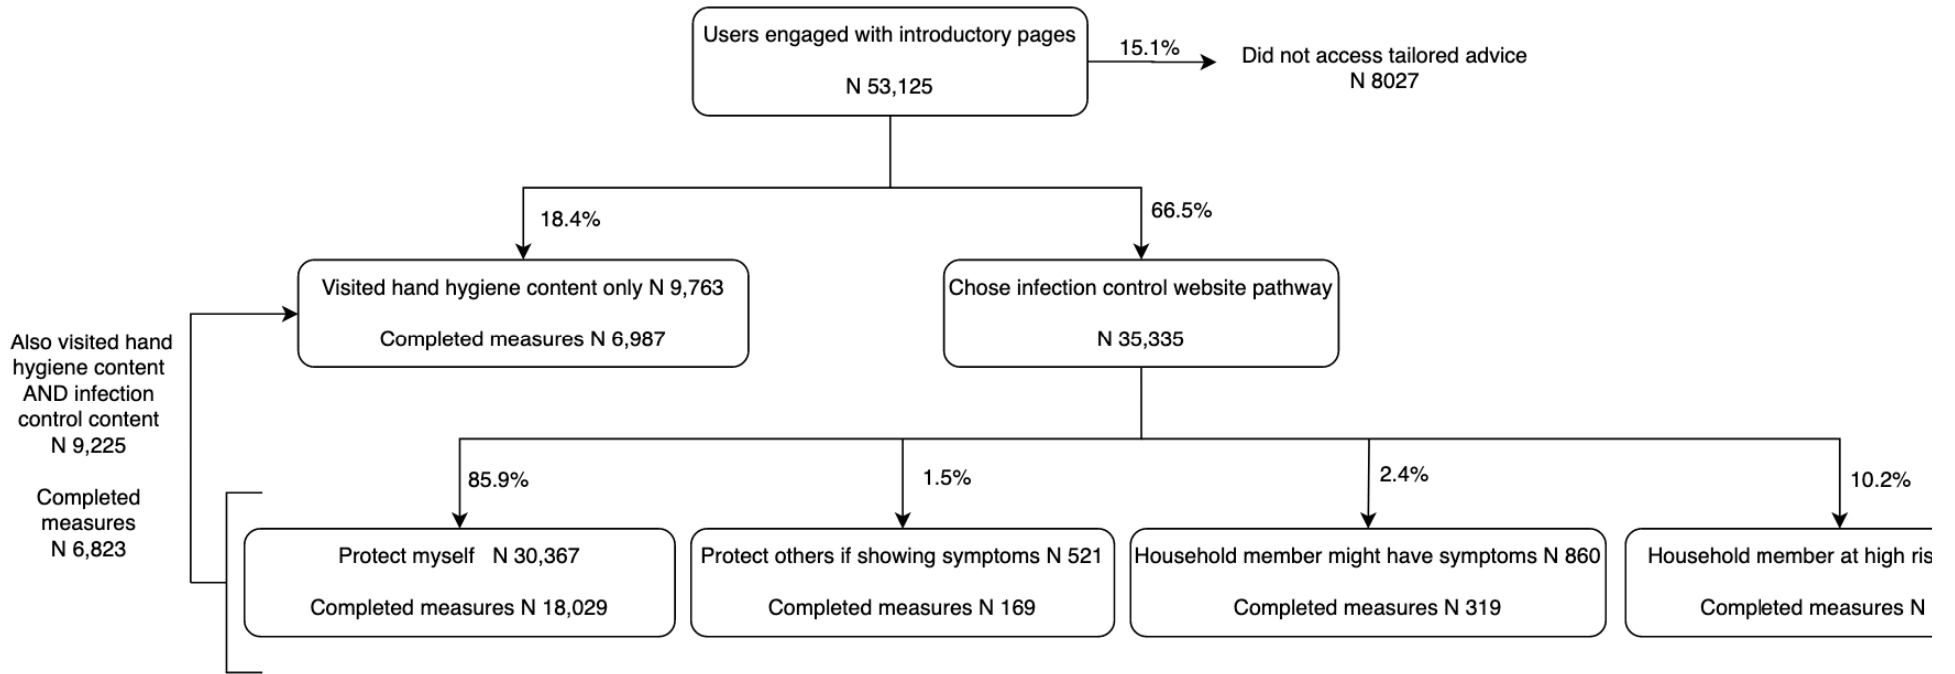 Users engaged with introductory pages
N 53,125
15.1%
Did not access tailored advice
N 8027
18.4%
66.5%
Visited hand hygiene content only N 9,763
Completed measures N 6,987
Chose infection control website pathway
N 35,335
Also visited hand
hygiene content
AND infection
control content
N 9,225
Completed
measures
N 6,823
85.9%
1.5%
2.4%
10.2%
Protect myself N 30,367
Completed measures N 18,029
Protect others if showing symptoms N 521
Completed measures N 169
Household member might have symptoms N 860
Completed measures N 319
Household member at high
Completed measures N